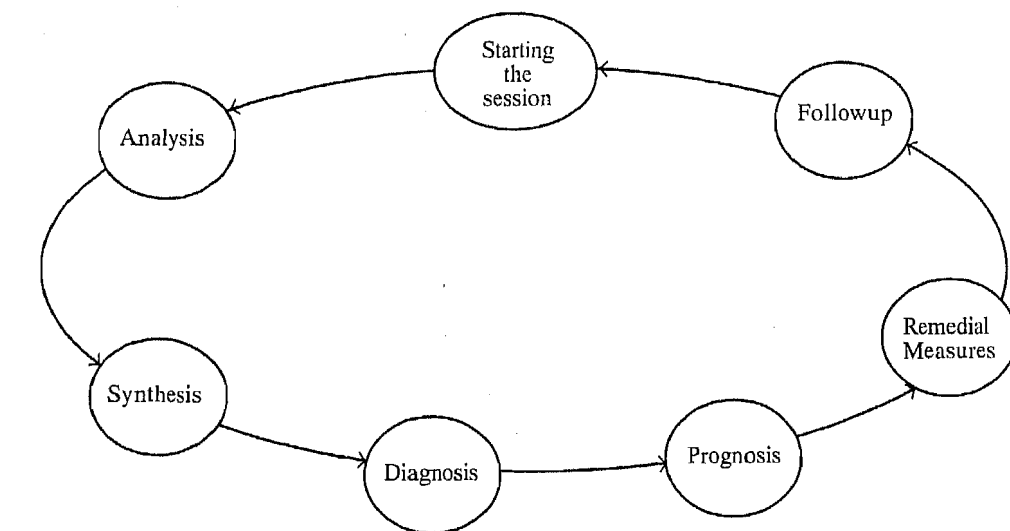 Starting
the
session
Analysis
Synthesis
Diagnosis
Prognosis
Remedial
Measures
Followup